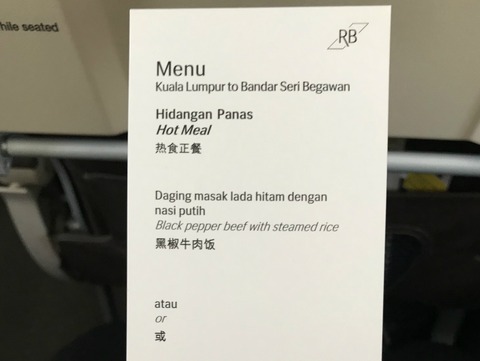 hile seated
RB
Menu
Kuala Lumpur to Bandar Seri Begawan
Hidangan Panas
Hot Meal
热食正餐
Daging masak lada hitam dengan
nasi putih
Black pepper beef with steamed rice
黑椒牛肉饭
atau
or
或